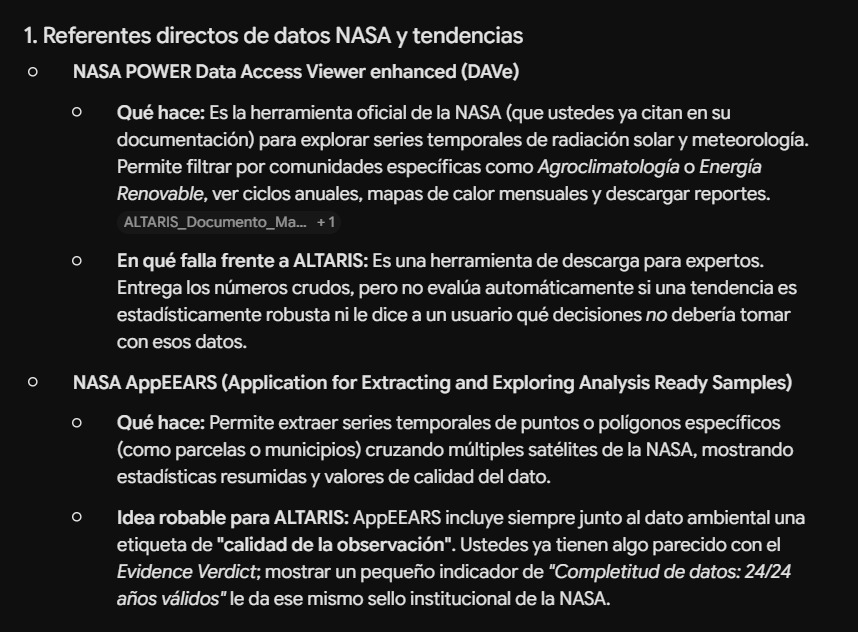 1. Referentes directos de datos NASA y tendencias
NASA POWER Data Access Viewer enhanced (DAVe)
Qué hace: Es la herramienta oficial de la NASA (que ustedes ya citan en su
documentación) para explorar series temporales de radiación solar y meteorología.
Permite filtrar por comunidades específicas como Agroclimatología o Energía
Renovable, ver ciclos anuales, mapas de calor mensuales y descargar reportes.
ALTARIS_Documento_Ma... +1
En qué falla frente a ALTARIS: Es una herramienta de descarga para expertos.
Entrega los números crudos, pero no evalúa automáticamente si una tendencia es
estadísticamente robusta ni le dice a un usuario qué decisiones no debería tomar
con esos datos.
NASA AppEEARS (Application for Extracting and Exploring Analysis Ready Samples)
Qué hace: Permite extraer series temporales de puntos o polígonos específicos
(como parcelas o municipios) cruzando múltiples satélites de la NASA, mostrando
estadísticas resumidas y valores de calidad del dato.
Idea robable para ALTARIS: AppEEARS incluye siempre junto al dato ambiental una
etiqueta de "calidad de la observación". Ustedes ya tienen algo parecido con el
Evidence Verdict; mostrar un pequeño indicador de "Completitud de datos: 24/24
años válidos" le da ese mismo sello institucional de la NASA.